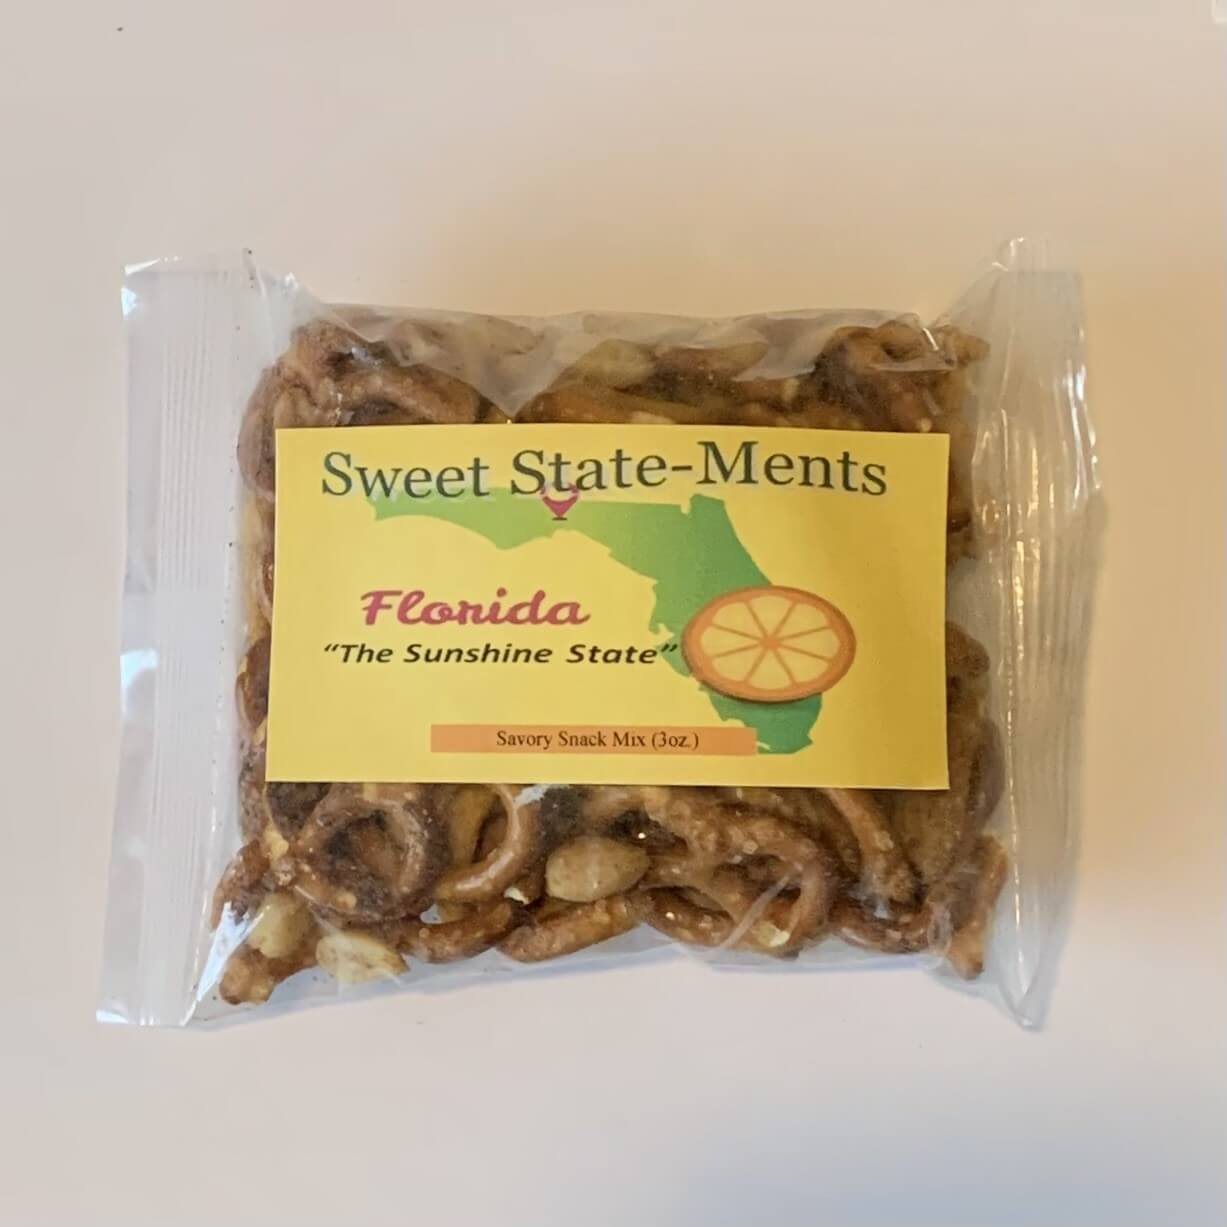 Sweet State-Ments
Florida
“The Sunshine State”
Savory Snack Mix (3oz.)